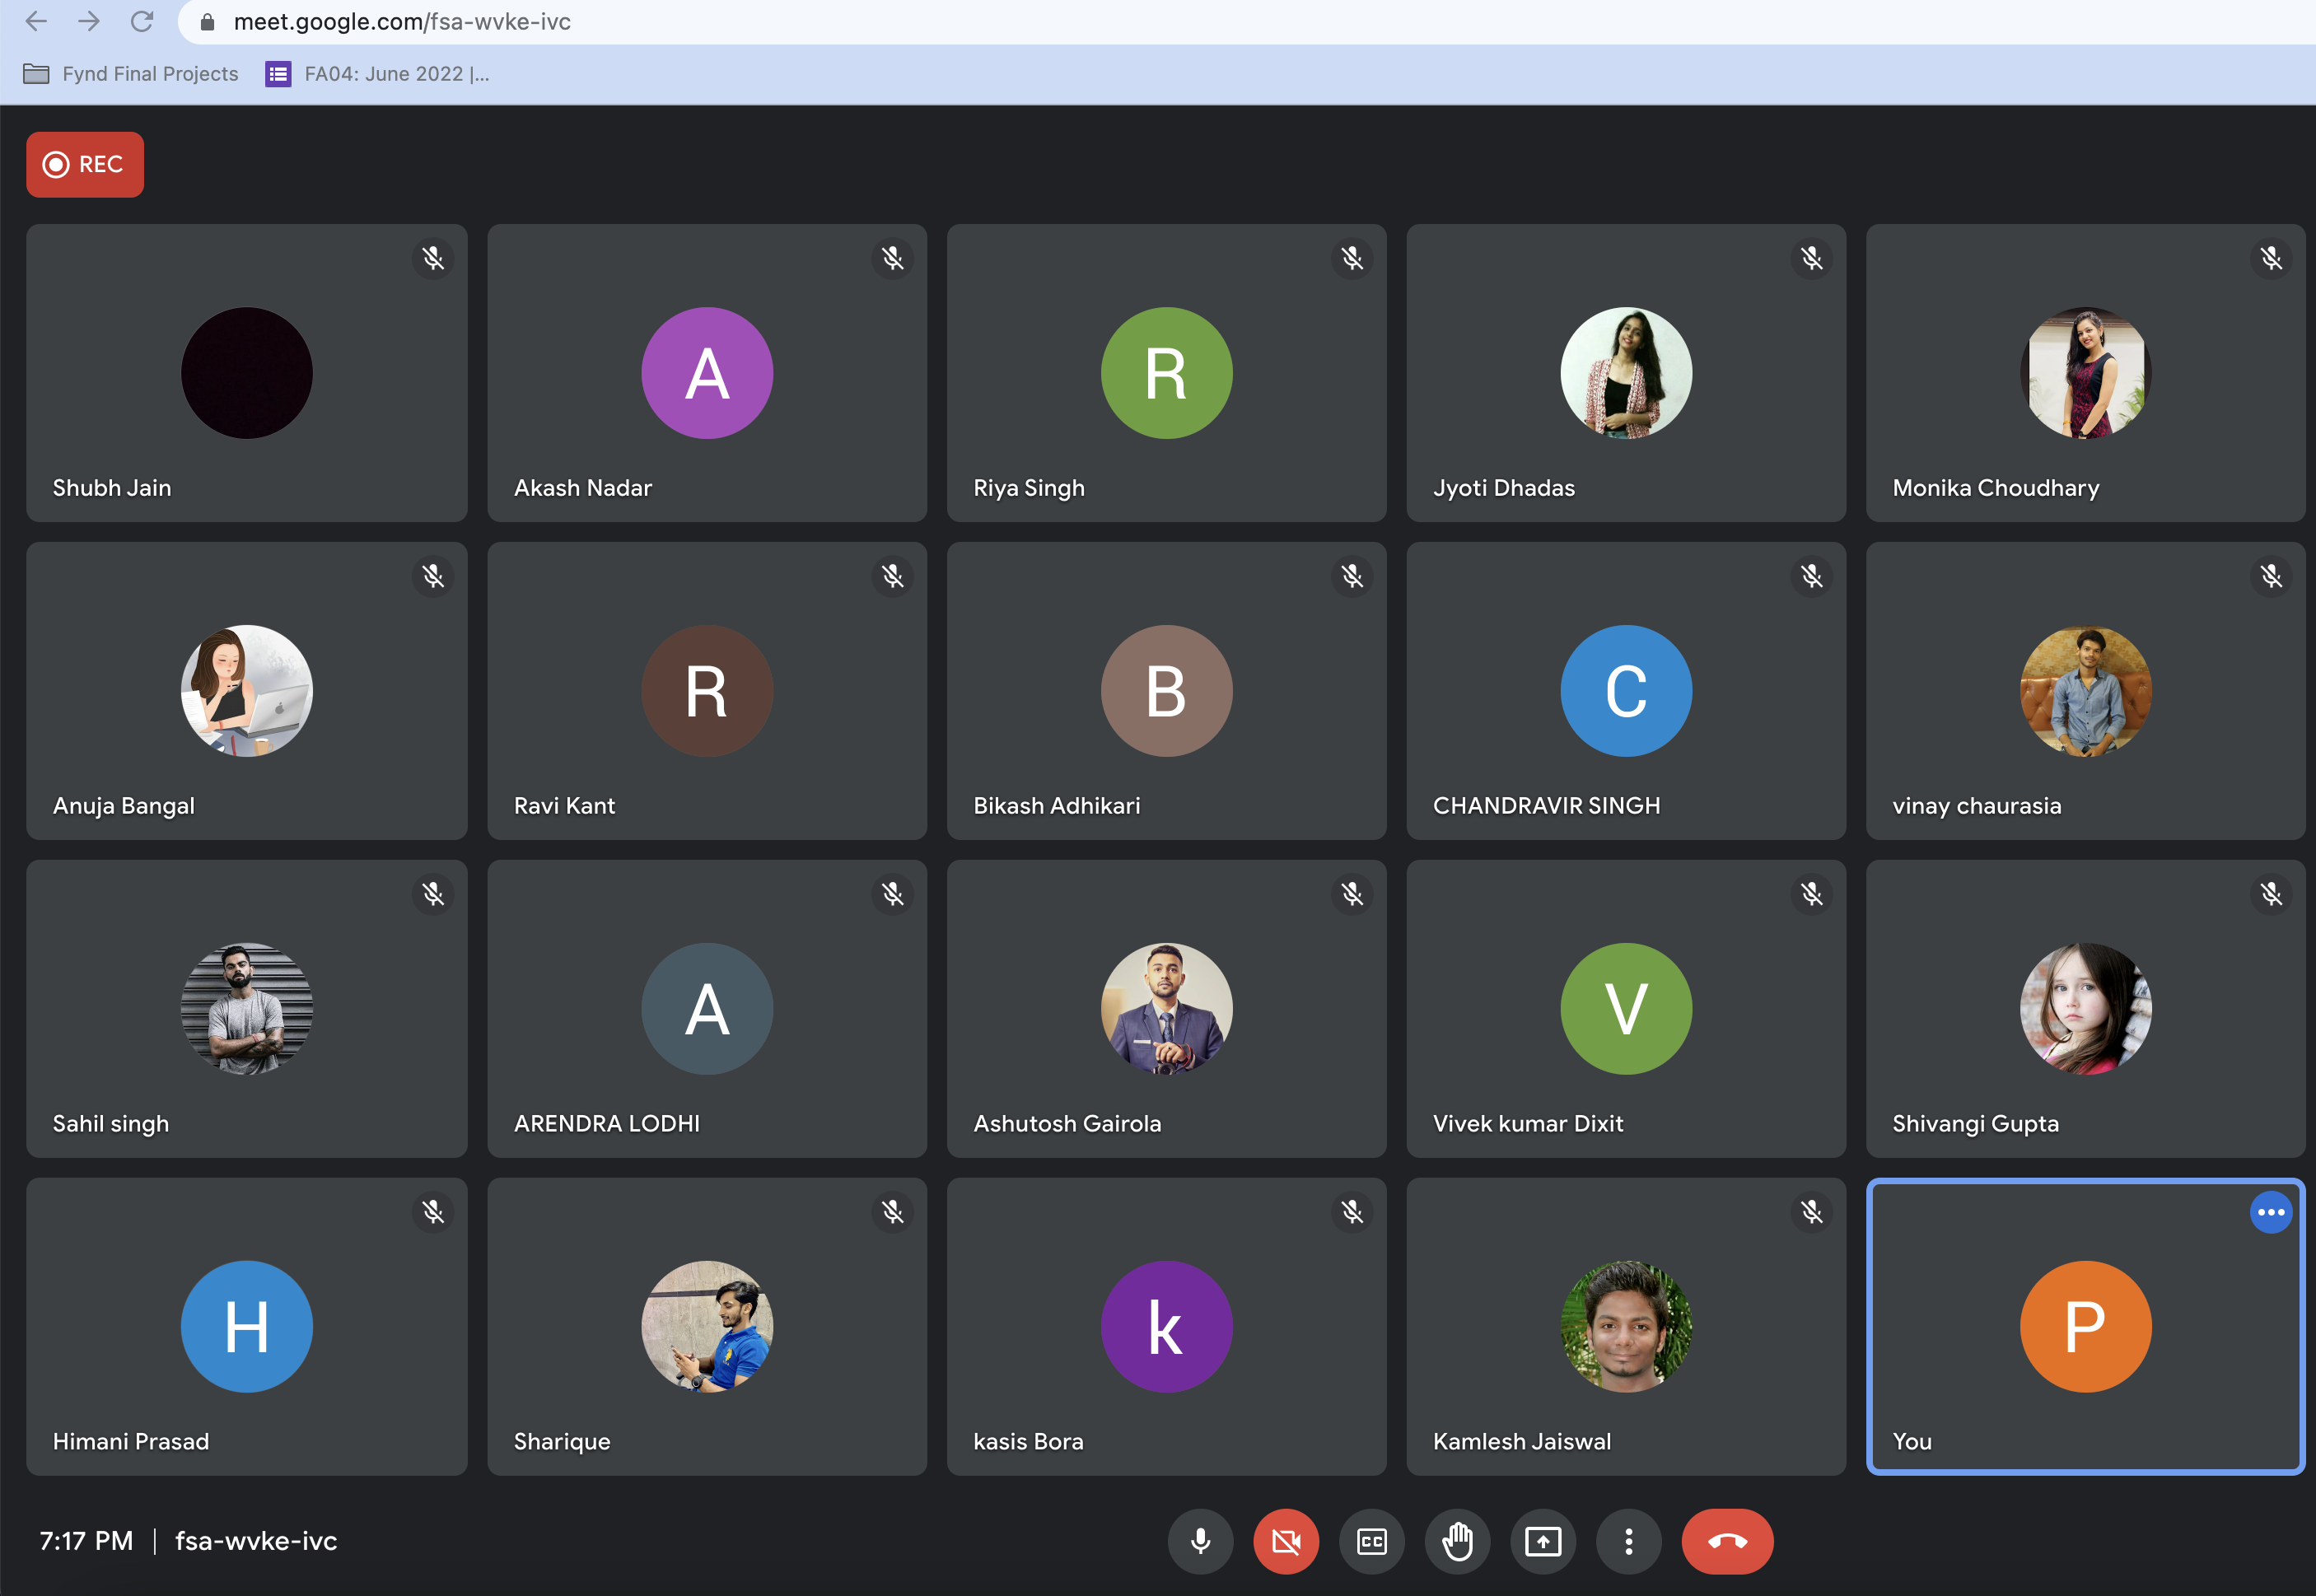 meet.google.com/fsa-wvke-ivc
Fynd Final Projects
FA04: June 2022 |...
REC
A
R
Shubh Jain
Akash Nadar
Riya Singh
Jyoti Dhadas
Monika Choudhary
R
B
C
Anuja Bangal
Ravi Kant
Bikash Adhikari
CHANDRAVIR SINGH
vinay chaurasia
A
V
Sahil singh
ARENDRA LODHI
Ashutosh Gairola
Vivek kumar Dixit
Shivangi Gupta
H
k
P
Himani Prasad
Sharique
kasis Bora
Kamlesh Jaiswal
You
7:17 PM | fsa-wvke-ivc
CC